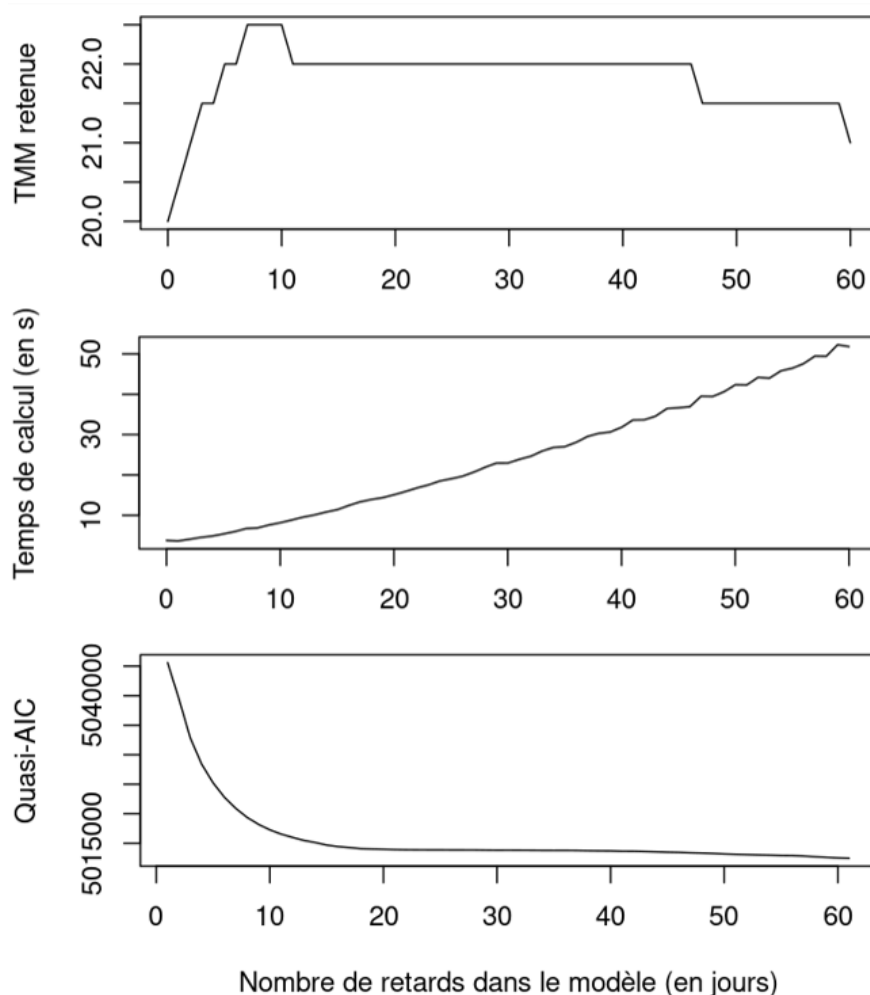 TMM retenue
22.0
21.0
20.0
0 10 20 30 40 50 60
Temps de calcul (en s)
50
30
10
0 10 20 30 40 50 60
Quasi-AIC
5040000
5015000
0 10 20 30 40 50 60
Nombre de retards dans le modèle (en jours)